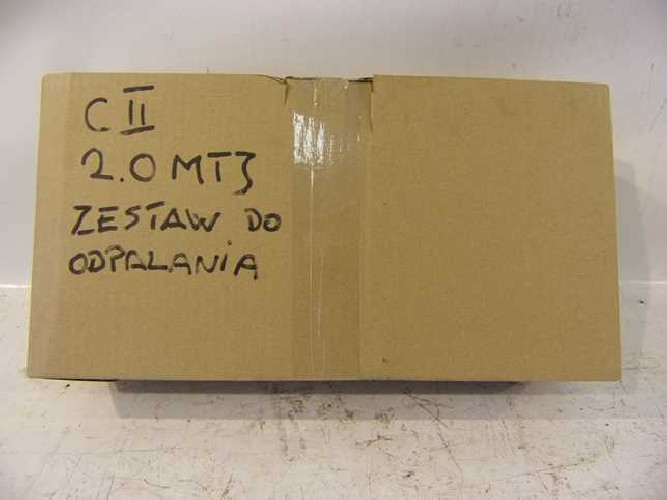 C II
2.0 MTJ
ZESTAW DO
ODPALANiA